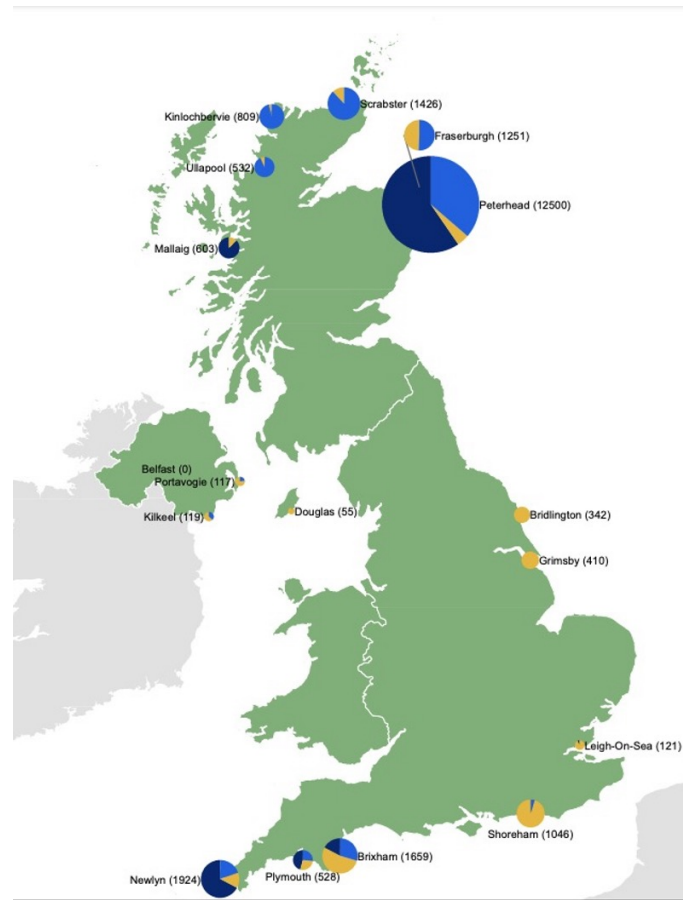 Scrabster (1426)
Kinlochbervie (809)
Fraserburgh (1251)
Ullapool (532)
Peterhead (12500)
Mallaig (603)
Belfast (0)
Portavogie (117)
Kilkeel (119)
Douglas (55)
Bridlington (342)
Grimsby (410)
Leigh-On-Sea (121)
Shoreham (1046)
Brixham (1659)
Plymouth (528)
Newlyn (1924)